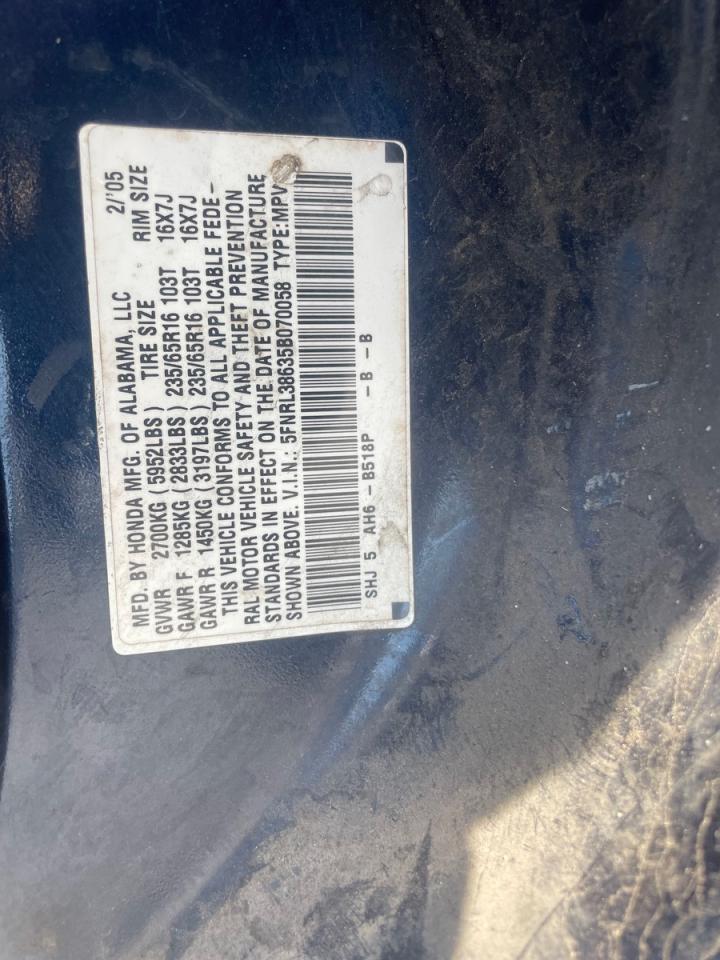 MFD. BY HONDA MFG. OF ALABAMA, LLC 2/'05
GVWR 2700KG (5952LBS) TIRE SIZE RIM SIZE
GAWR F 1285KG (2833LBS) 235/65R16 103T 16X7J
GAWR R 1450KG (3197LBS) 235/65R16 103T 16X7J
THIS VEHICLE CONFORMS TO ALL APPLICABLE FEDE-
RAL MOTOR VEHICLE SAFETY AND THEFT PREVENTION
STANDARDS IN EFFECT ON THE DATE OF MANUFACTURE
SHOWN ABOVE. V.I.N.: 5FNRL38635B070058 TYPE:MPV
SHJ 5 AH6 -B518P -B -B